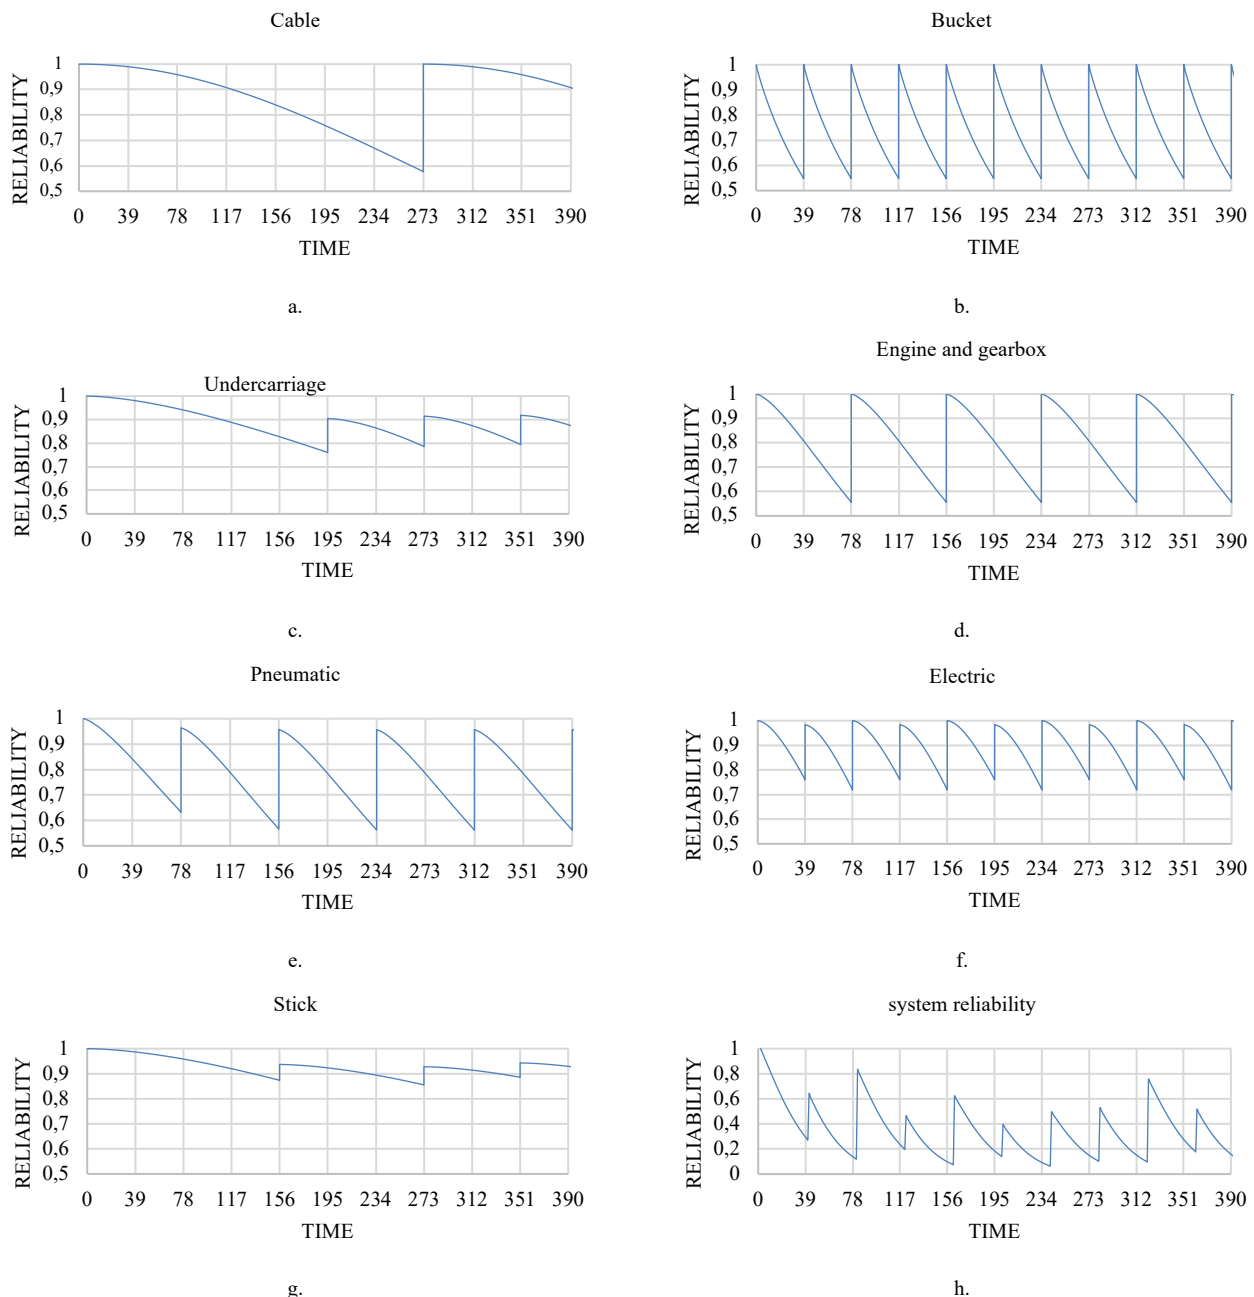 Cable
RELIABILITY
1
0,9
0,8
0,7
0,6
0,5
0 39 78 117 156 195 234 273 312 351 390
TIME
a.
Bucket
RELIABILITY
1
0,9
0,8
0,7
0,6
0,5
0 39 78 117 156 195 234 273 312 351 390
TIME
b.
Undercarriage
RELIABILITY
1
0,9
0,8
0,7
0,6
0,5
0 39 78 117 156 195 234 273 312 351 390
TIME
c.
Engine and gearbox
RELIABILITY
1
0,9
0,8
0,7
0,6
0,5
0 39 78 117 156 195 234 273 312 351 390
TIME
d.
Pneumatic
RELIABILITY
1
0,9
0,8
0,7
0,6
0,5
0 39 78 117 156 195 234 273 312 351 390
TIME
e.
Electric
RELIABILITY
1
0,9
0,8
0,7
0,6
0,5
0 39 78 117 156 195 234 273 312 351 390
TIME
f.
Stick
RELIABILITY
1
0,9
0,8
0,7
0,6
0,5
0 39 78 117 156 195 234 273 312 351 390
TIME
g.
system reliability
RELIABILITY
1
0,8
0,6
0,4
0,2
0
0 39 78 117 156 195 234 273 312 351 390
TIME
h.